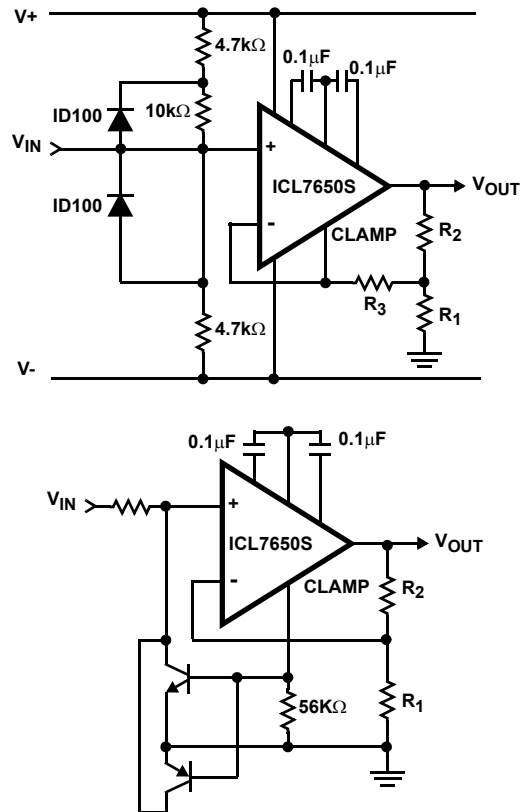 V+
4.7kΩ
0.1μF 0.1μF
ID100
10kΩ
VIN
+
ICL7650S
VOUT
ID100
-
CLAMP
R2
R3
R1
4.7kΩ
V-
0.1μF 0.1μF
VIN
+
ICL7650S
VOUT
-
CLAMP
R2
56KΩ
R1